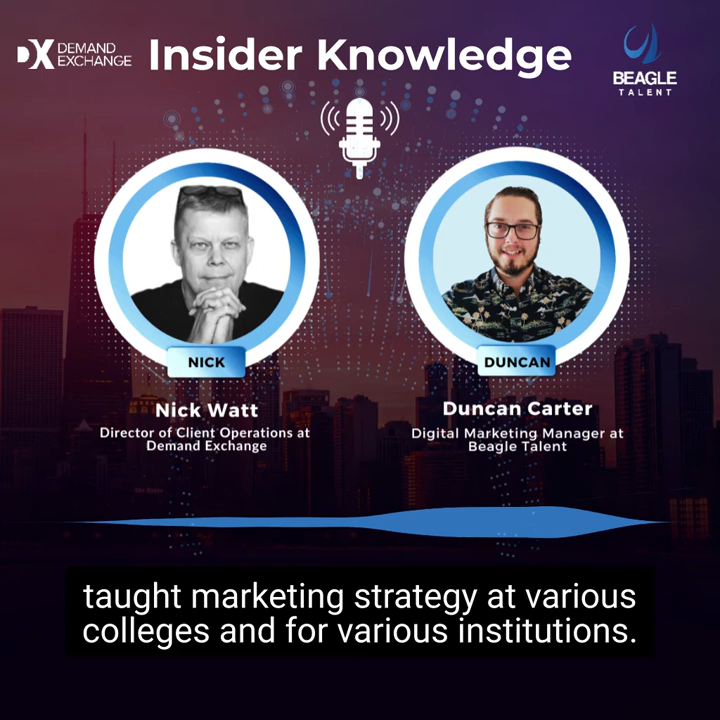 DX DEMAND
EXCHANGE
Insider Knowledge
BEAGLE
TALENT
NICK
DUNCAN
Nick Watt
Director of Client Operations at
Demand Exchange
Duncan Carter
Digital Marketing Manager at
Beagle Talent
taught marketing strategy at various
colleges and for various institutions.